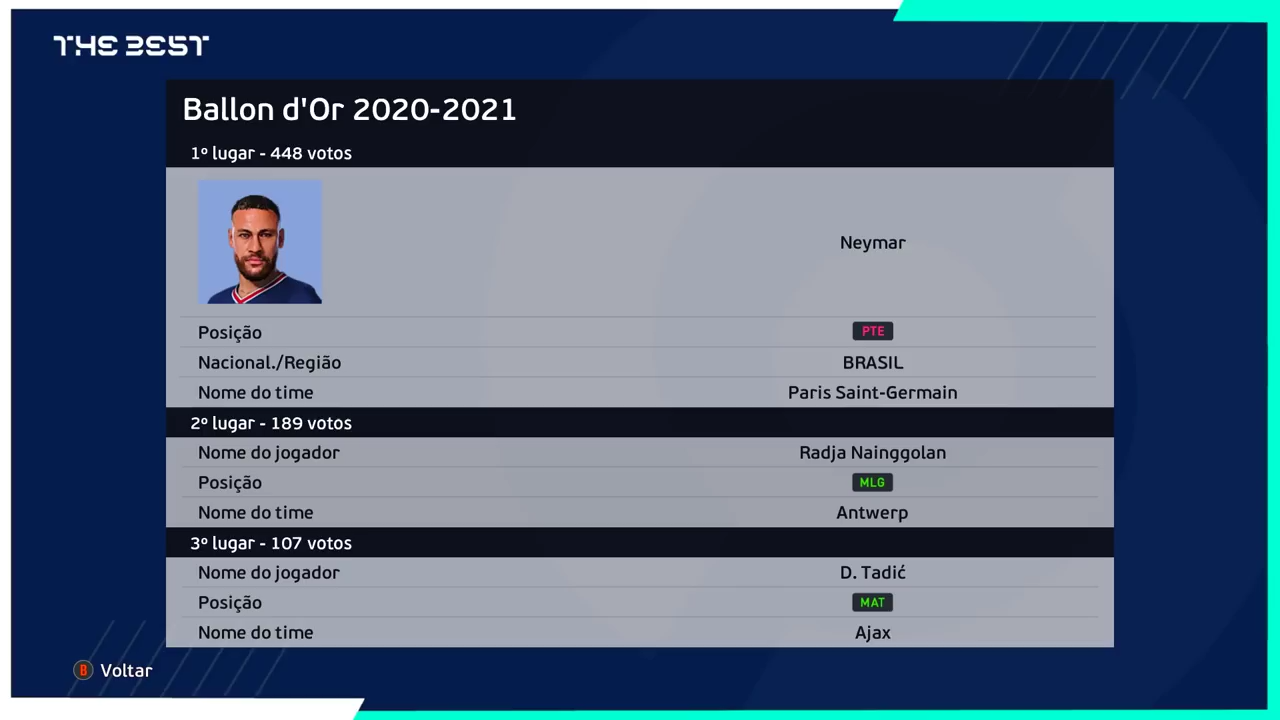 THE BEST
Ballon d'Or 2020-2021
1º lugar - 448 votos
Neymar
Posição PTE
Nacional./Região BRASIL
Nome do time Paris Saint-Germain
2º lugar - 189 votos
Nome do jogador Radja Nainggolan
Posição MLG
Nome do time Antwerp
3º lugar - 107 votos
Nome do jogador D. Tadić
Posição MAT
Nome do time Ajax
B Voltar